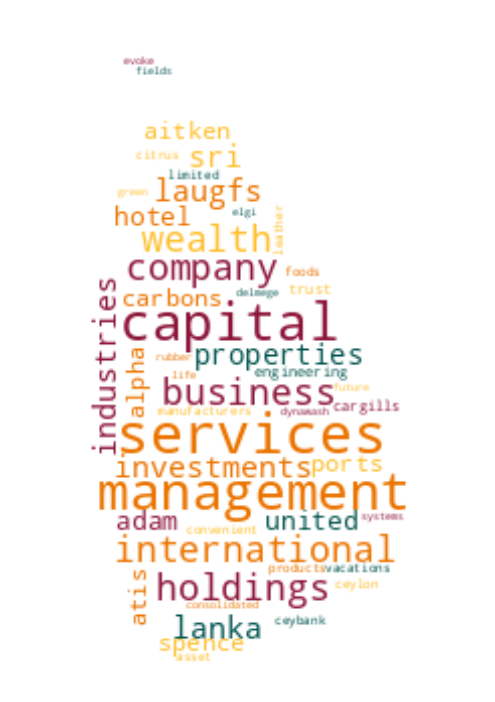 evoke
fields
aitken
citrus sri
limited
green laugfs
hotel elgi
leather
wealth
company foods
delmege trust
carbons
industries
capital
rubber properties
alpha
life engineering
business future
manufacturers dynawash cargills
services
investments ports
management
adam united systems
convenient
international
products vacations
atis
holdings ceylon
consolidated
lanka ceybank
spence
asset